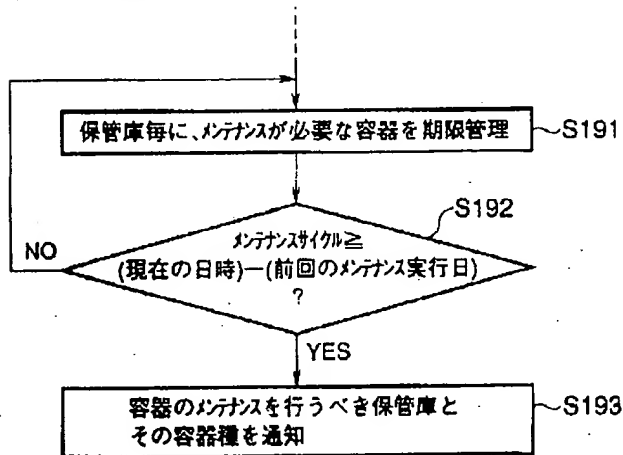 保管庫毎に、メンテナンスが必要な容器を期限管理
S191
S192
メンテナンスサイクル≧
(現在の日時)―(前回のメンテナンス実行日)
?
NO
YES
容器のメンテナンスを行うべき保管庫と
その容器種を通知
S193